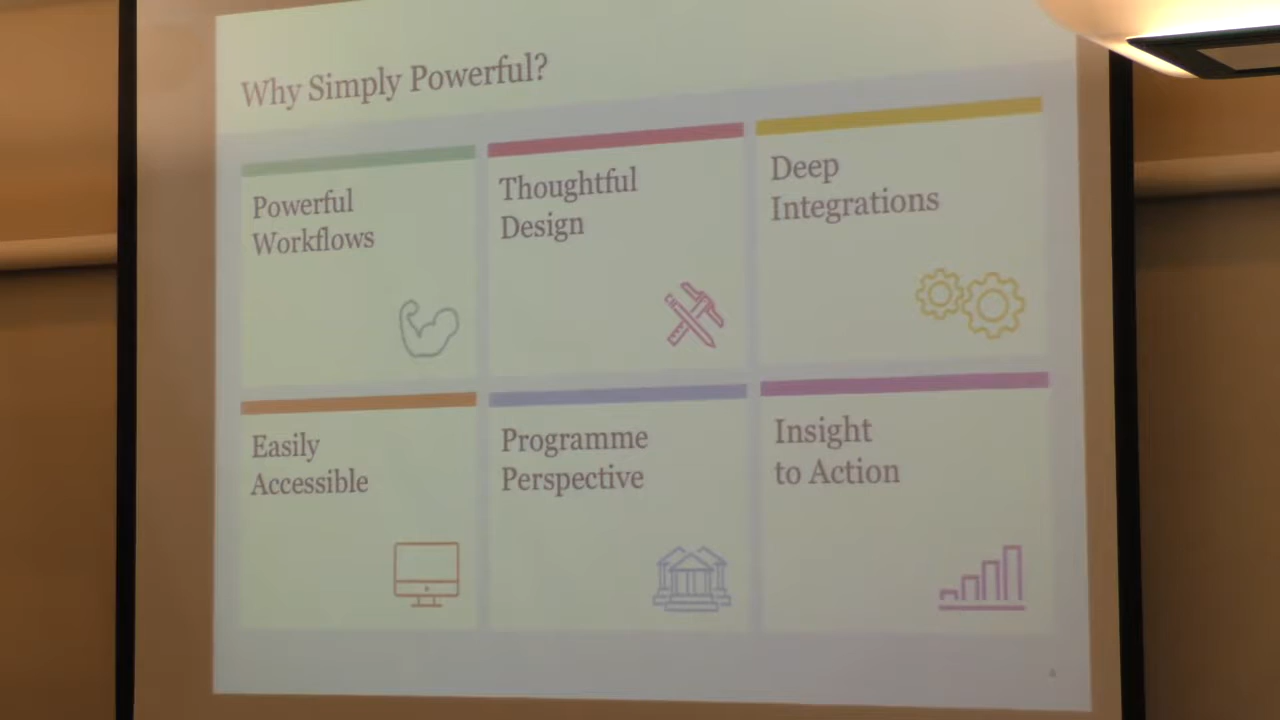 Why Simply Powerful?
Powerful
Workflows
Thoughtful
Design
Deep
Integrations
Easily
Accessible
Programme
Perspective
Insight
to Action